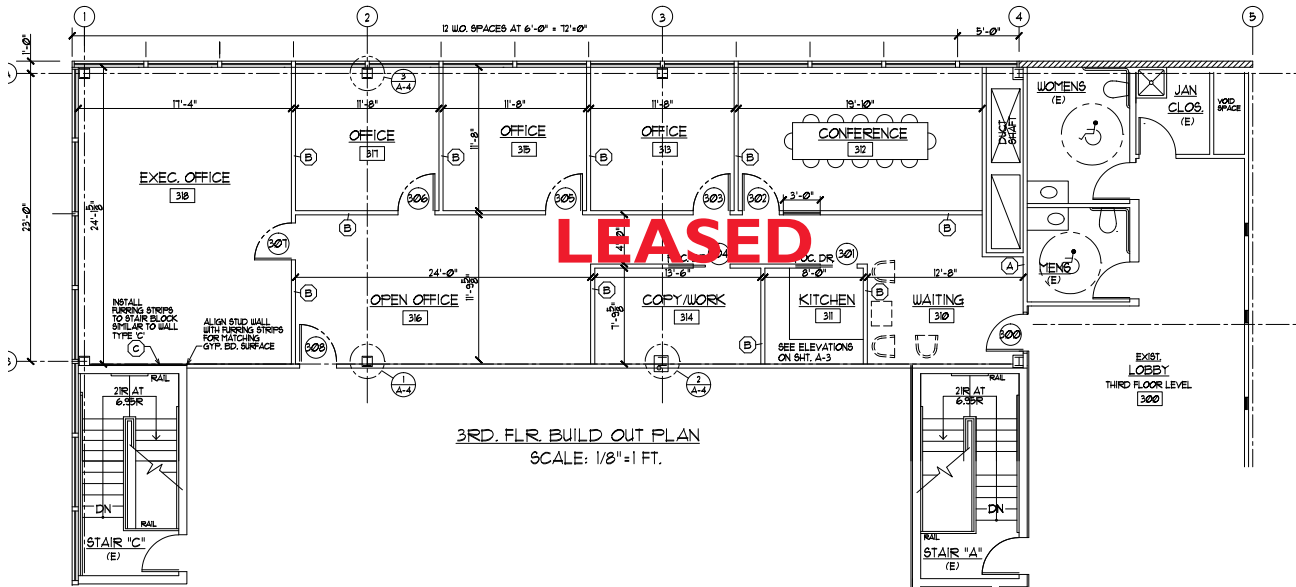 1
2
3
4
5
12 W.O. SPACES AT 6'-0" = 72'=0"
5'-0"
1'-0"
3
A-4
WOMENS
(E)
JAN
CLOS.
(E)
VOID
SPACE
17'-4"
11'-8"
11'-8"
11'-8"
19'-10"
OFFICE
317
OFFICE
315
OFFICE
313
CONFERENCE
312
DUCT
SHAFT
11'-8"
B
B
B
B
EXEC. OFFICE
318
23'-0"
306
305
303
302
3'-0"
B
B
B
307
LEASED
4'-0"
301
A
MENS
(E)
24'-0"
13'-6"
8'-0"
12'-8"
B
OPEN OFFICE
316
B
COPY/WORK
314
KITCHEN
311
B
WAITING
310
INSTALL
FURRING STRIPS
TO STAIR BLOCK
SIMILAR TO WALL
TYPE 'C'
C
ALIGN STUD WALL
WITH FURRING STRIPS
FOR MATCHING
GYP. BD. SURFACE
308
B
SEE ELEVATIONS
ON SHT. A-3
300
1
A-4
2
A-4
EXIST.
LOBBY
THIRD FLOOR LEVEL
300
RAIL
21R AT
6.95R
RAIL
21R AT
6.95R
3RD. FLR. BUILD OUT PLAN
SCALE: 1/8"=1 FT.
DN
RAIL
STAIR "C"
(E)
DN
RAIL
STAIR "A"
(E)